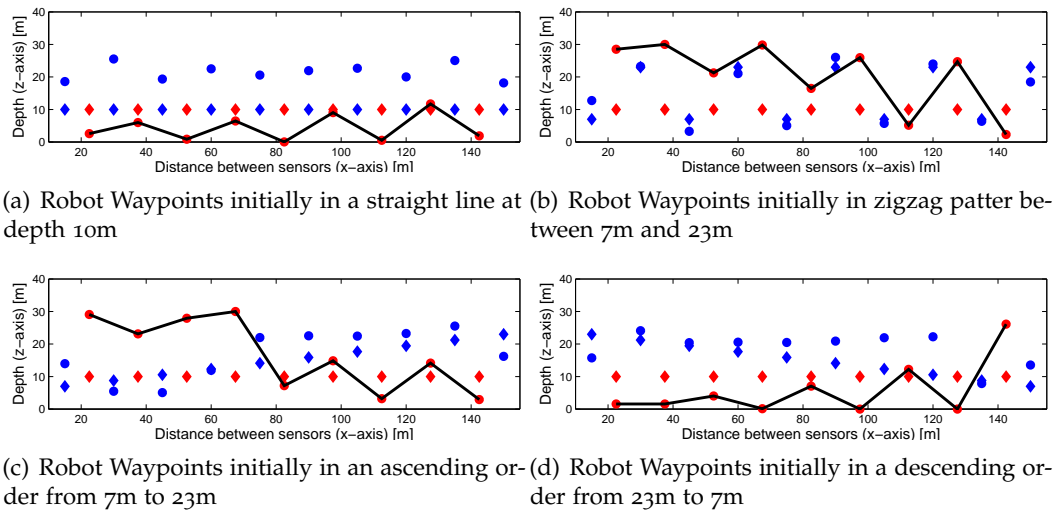 40
30
20
10
0
Depth (z−axis) [m]
20 40 60 80 100 120 140
Distance between sensors (x−axis) [m]
(a) Robot Waypoints initially in a straight line at
depth 10m
40
30
20
10
0
Depth (z−axis) [m]
20 40 60 80 100 120 140
Distance between sensors (x−axis) [m]
(b) Robot Waypoints initially in zigzag patter be-
tween 7m and 23m
40
30
20
10
0
Depth (z−axis) [m]
20 40 60 80 100 120 140
Distance between sensors (x−axis) [m]
(c) Robot Waypoints initially in an ascending or-
der from 7m to 23m
40
30
20
10
0
Depth (z−axis) [m]
20 40 60 80 100 120 140
Distance between sensors (x−axis) [m]
(d) Robot Waypoints initially in a descending or-
der from 23m to 7m